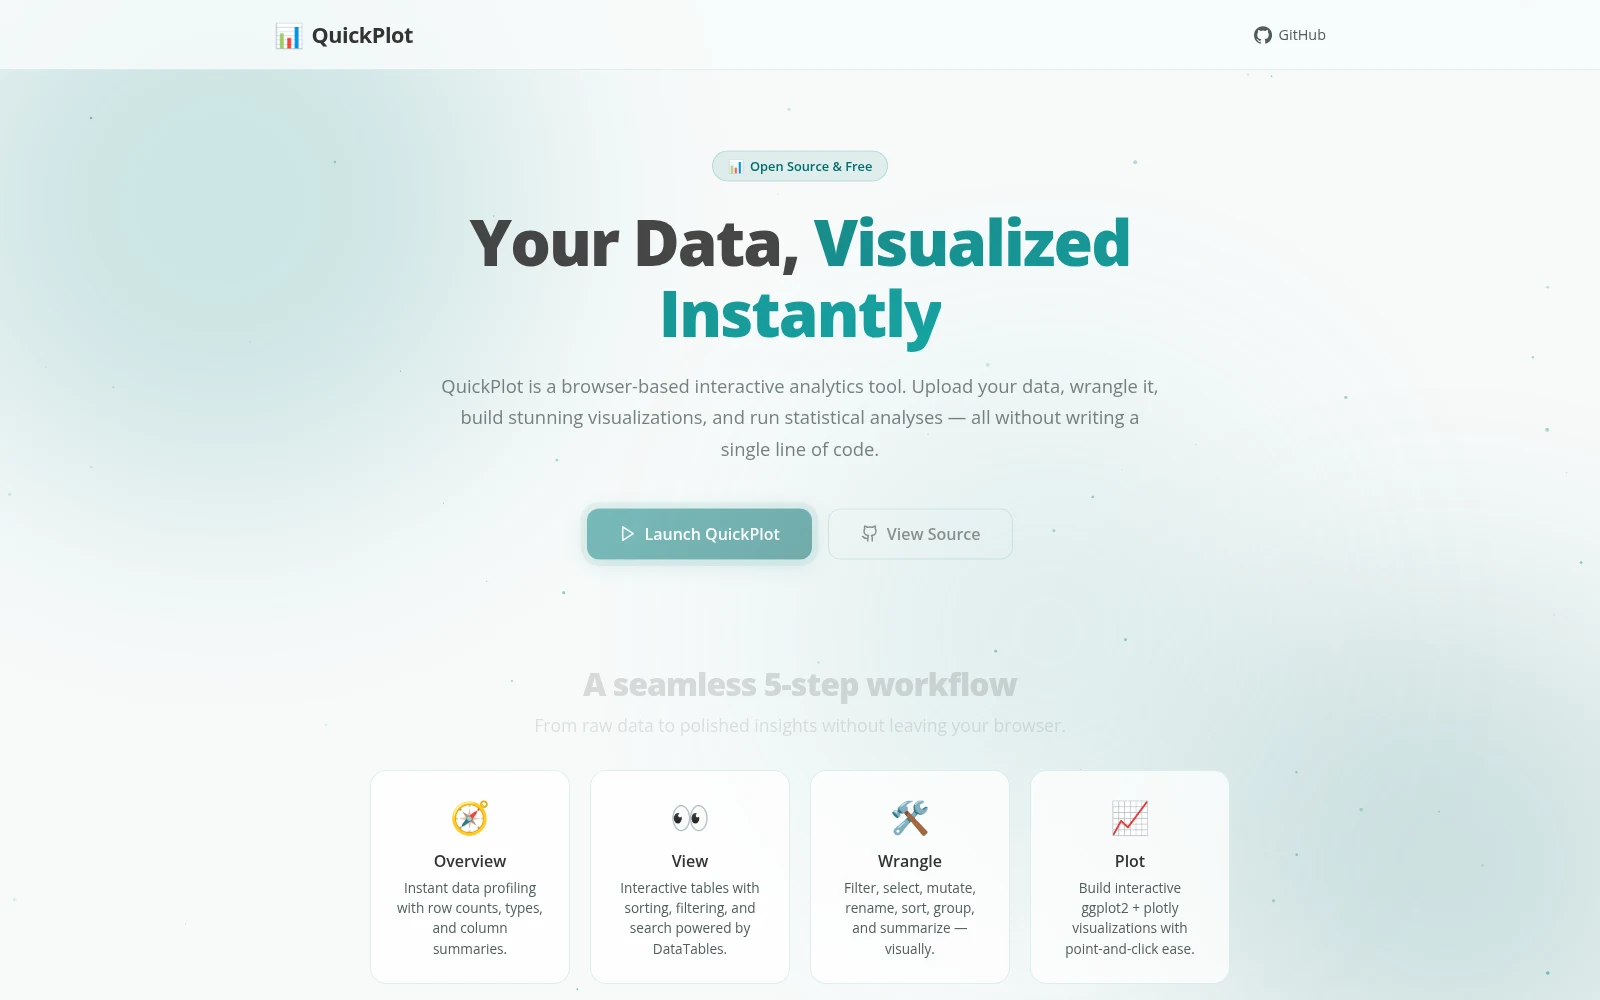 QuickPlot
GitHub
Open Source & Free
Your Data, Visualized
Instantly
QuickPlot is a browser-based interactive analytics tool. Upload your data, wrangle it,
build stunning visualizations, and run statistical analyses — all without writing a
single line of code.
Launch QuickPlot
View Source
A seamless 5-step workflow
From raw data to polished insights without leaving your browser.
Overview
Instant data profiling
with row counts, types,
and column
summaries.
View
Interactive tables with
sorting, filtering, and
search powered by
DataTables.
Wrangle
Filter, select, mutate,
rename, sort, group,
and summarize —
visually.
Plot
Build interactive
ggplot2 + plotly
visualizations with
point-and-click ease.